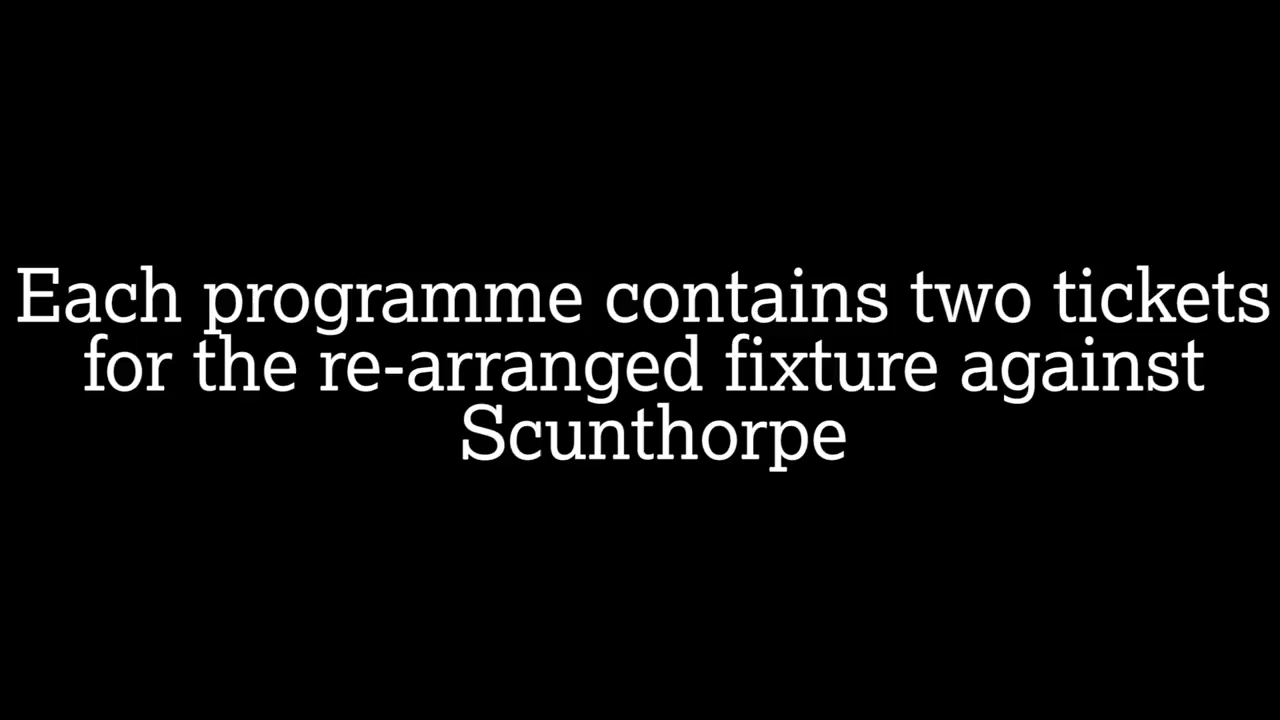 Each programme contains two tickets
for the re-arranged fixture against
Scunthorpe